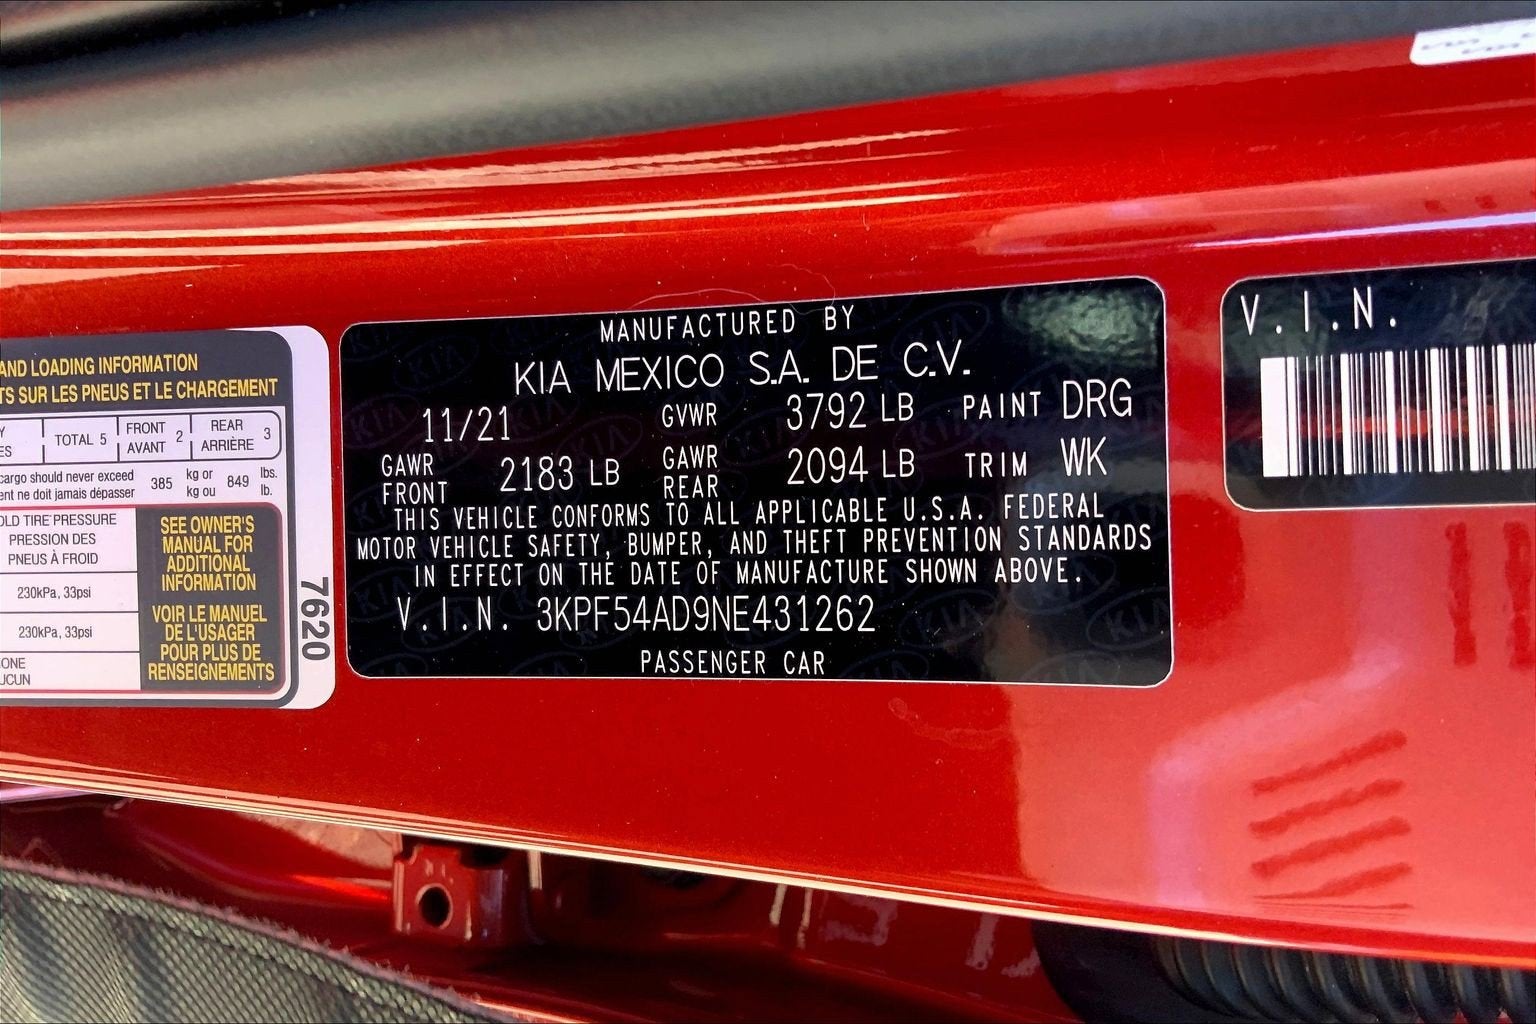 AND LOADING INFORMATION
TS SUR LES PNEUS ET LE CHARGEMENT
TOTAL 5
FRONT
AVANT 2
REAR
ARRIÈRE 3
cargo should never exceed
ent ne doit jamais dépasser
385
kg or
kg ou
849
lbs.
lb.
OLD TIRE PRESSURE
PRESSION DES
PNEUS À FROID
230kPa, 33psi
230kPa, 33psi
ONE
UCUN
SEE OWNER'S
MANUAL FOR
ADDITIONAL
INFORMATION
VOIR LE MANUEL
DE L'USAGER
POUR PLUS DE
RENSEIGNEMENTS
7620
MANUFACTURED BY
KIA MEXICO S.A. DE C.V.
11/21 GVWR 3792 LB PAINT DRG
GAWR FRONT 2183 LB GAWR REAR 2094 LB TRIM WK
THIS VEHICLE CONFORMS TO ALL APPLICABLE U.S.A. FEDERAL
MOTOR VEHICLE SAFETY, BUMPER, AND THEFT PREVENTION STANDARDS
IN EFFECT ON THE DATE OF MANUFACTURE SHOWN ABOVE.
V.I.N. 3KPF54AD9NE431262
PASSENGER CAR
V.I.N.